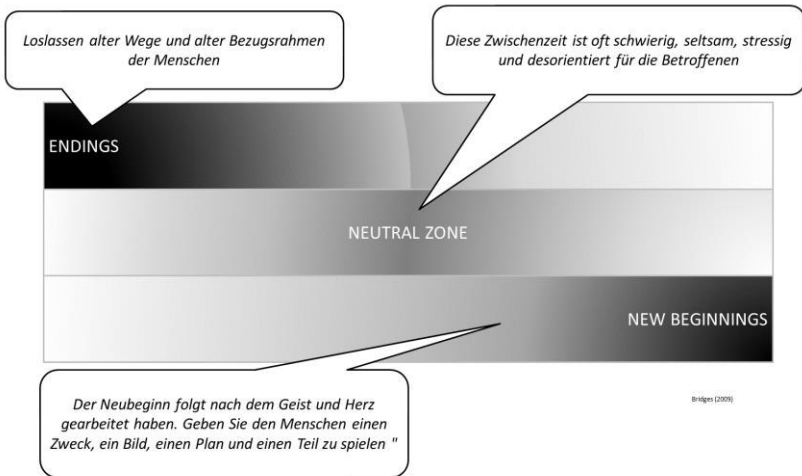 Loslassen alter Wege und alter Bezugsrahmen
der Menschen
Diese Zwischenzeit ist oft schwierig, seltsam, stressig
und desorientiert für die Betroffenen
ENDINGS
NEUTRAL ZONE
NEW BEGINNINGS
Der Neubeginn folgt nach dem Geist und Herz
gearbeitet haben. Geben Sie den Menschen einen
Zweck, ein Bild, einen Plan und einen Teil zu spielen "
Bridges (2009)